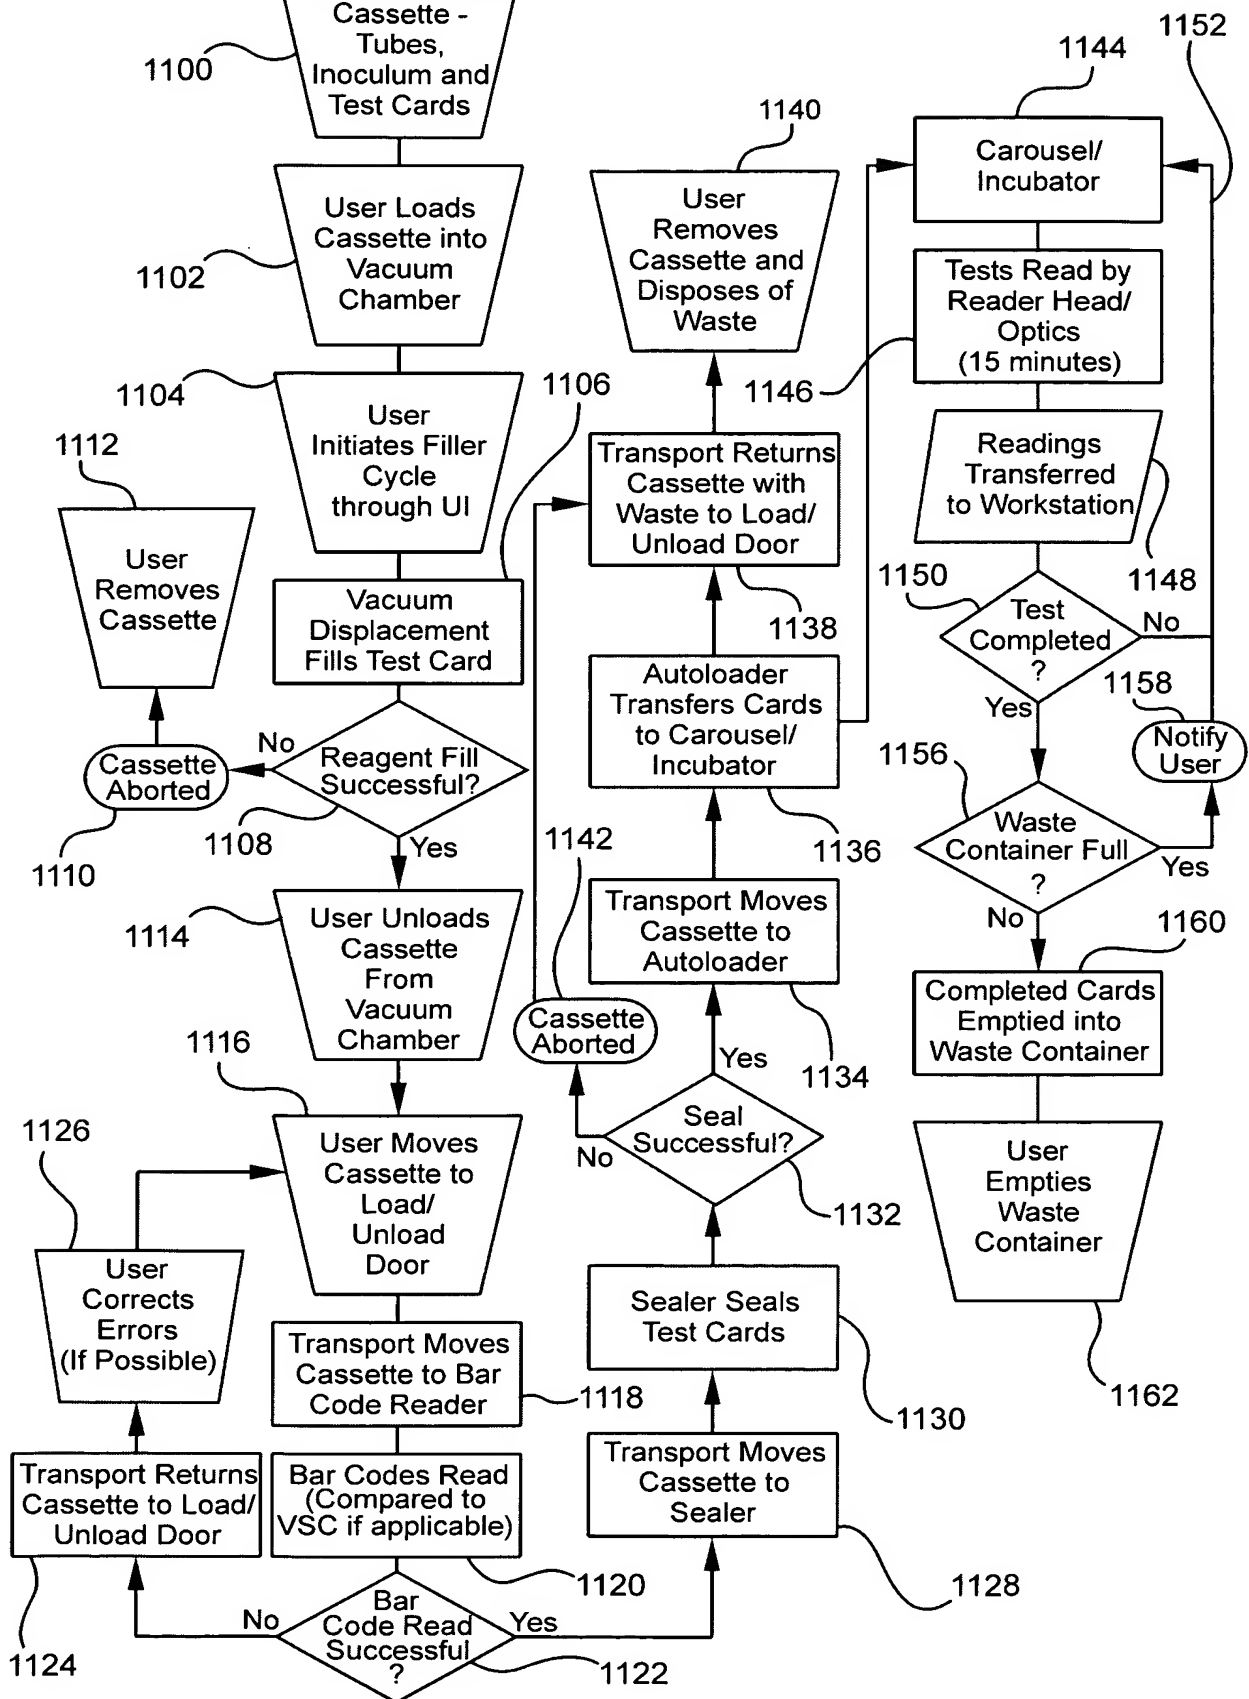 Cassette -
Tubes,
Inoculum and
Test Cards
1100
User Loads
Cassette into
Vacuum
Chamber
1102
User
Initiates Filler
Cycle
through UI
1104
1106
Vacuum
Displacement
Fills Test Card
Reagent Fill
Successful?
1108
No
Yes
Cassette
Aborted
1110
1112
User
Removes
Cassette
User Unloads
Cassette
From
Vacuum
Chamber
1114
1116
User Moves
Cassette to
Load/
Unload
Door
Transport Moves
Cassette to Bar
Code Reader
1118
Bar Codes Read
(Compared to
VSC if applicable)
1120
Bar
Code Read
Successful
?
1122
No
Yes
Transport Returns
Cassette to Load/
Unload Door
1124
1126
User
Corrects
Errors
(If Possible)
Transport Moves
Cassette to
Sealer
1128
Sealer Seals
Test Cards
1130
Seal
Successful?
1132
No
Yes
1142
Cassette
Aborted
Transport Moves
Cassette to
Autoloader
1134
Autoloader
Transfers Cards
to Carousel/
Incubator
1136
Transport Returns
Cassette with
Waste to Load/
Unload Door
1138
1140
User
Removes
Cassette and
Disposes of
Waste
1144
1152
Carousel/
Incubator
Tests Read by
Reader Head/
Optics
(15 minutes)
1146
Readings
Transferred
to Workstation
1148
1150
Test
Completed
?
No
Yes
1158
Notify
User
1156
Waste
Container Full
?
Yes
No
1160
Completed Cards
Emptied into
Waste Container
User
Empties
Waste
Container
1162